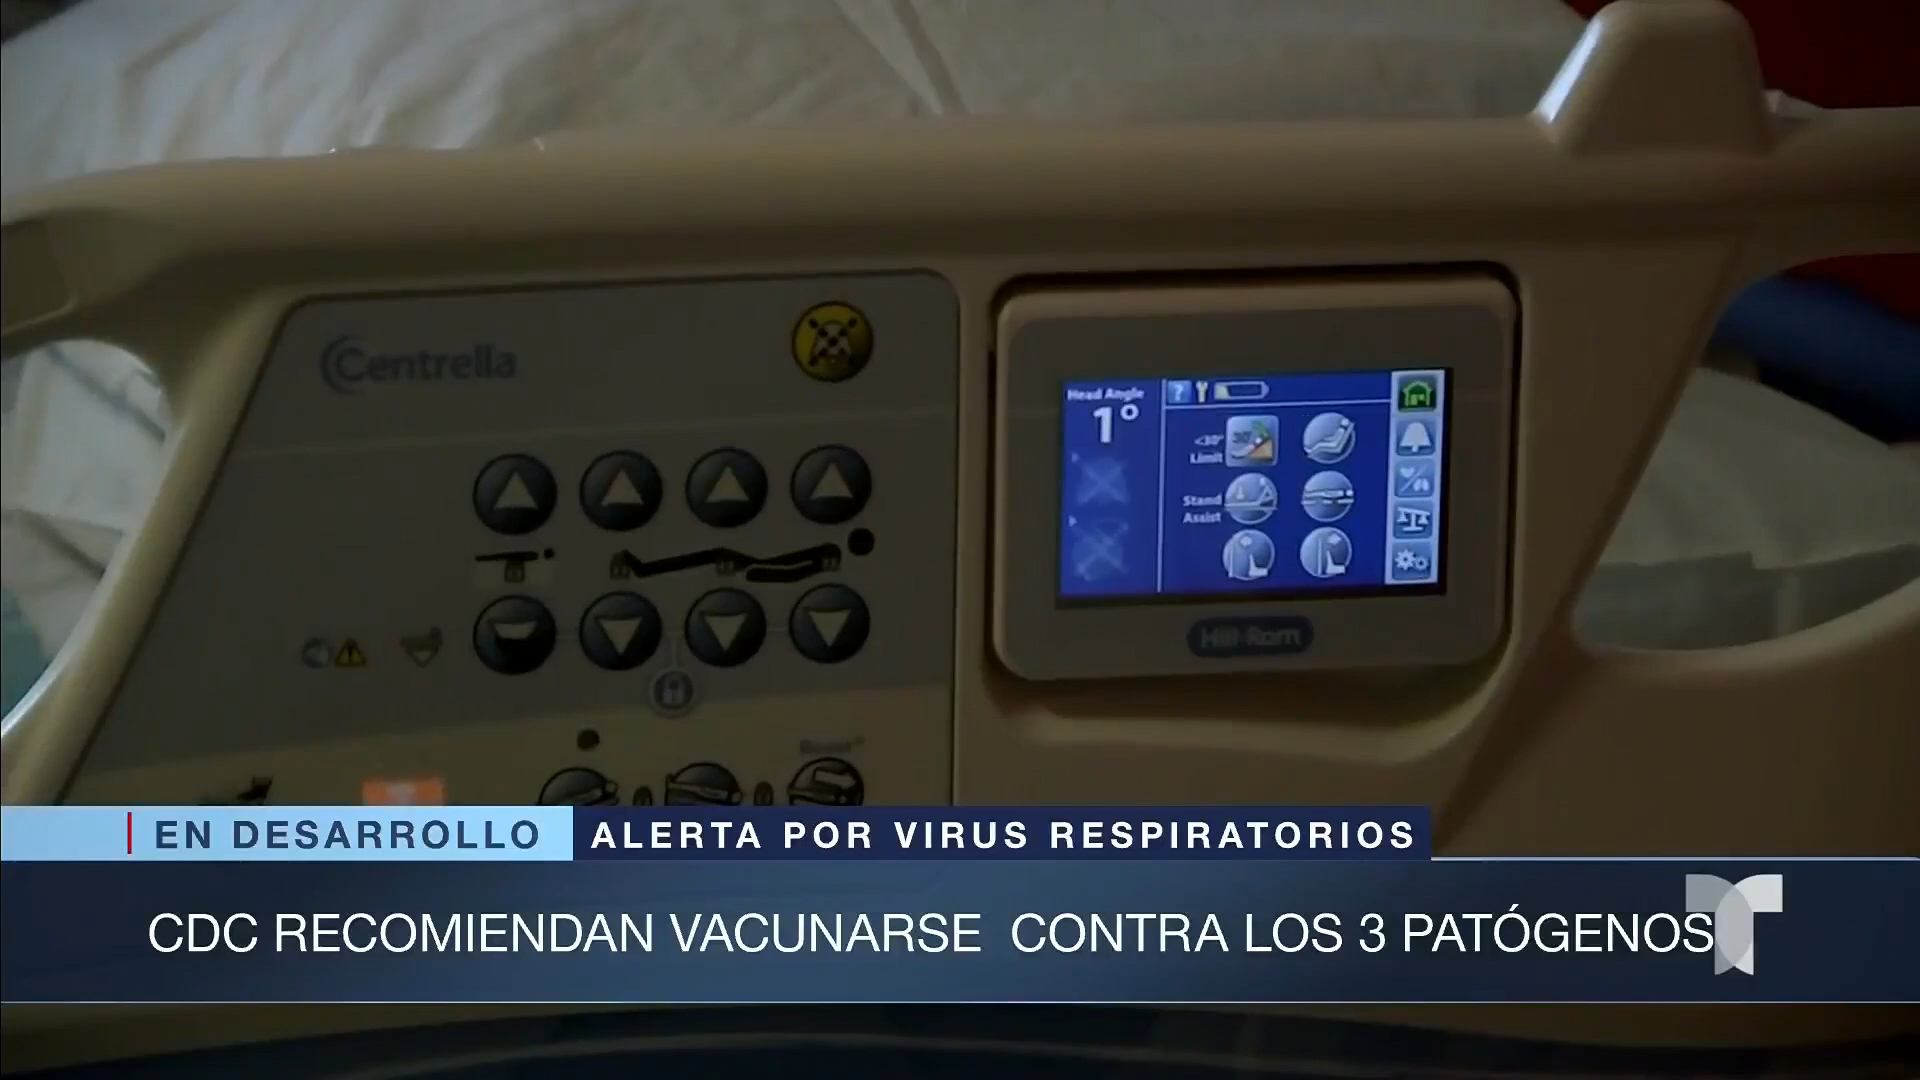 Centrella
Head Angle
1°
?
<30°
Limit
30°
Stand
Assist
Hill-Rom
EN DESARROLLO
ALERTA POR VIRUS RESPIRATORIOS
CDC RECOMIENDAN VACUNARSE CONTRA LOS 3 PATÓGENOS